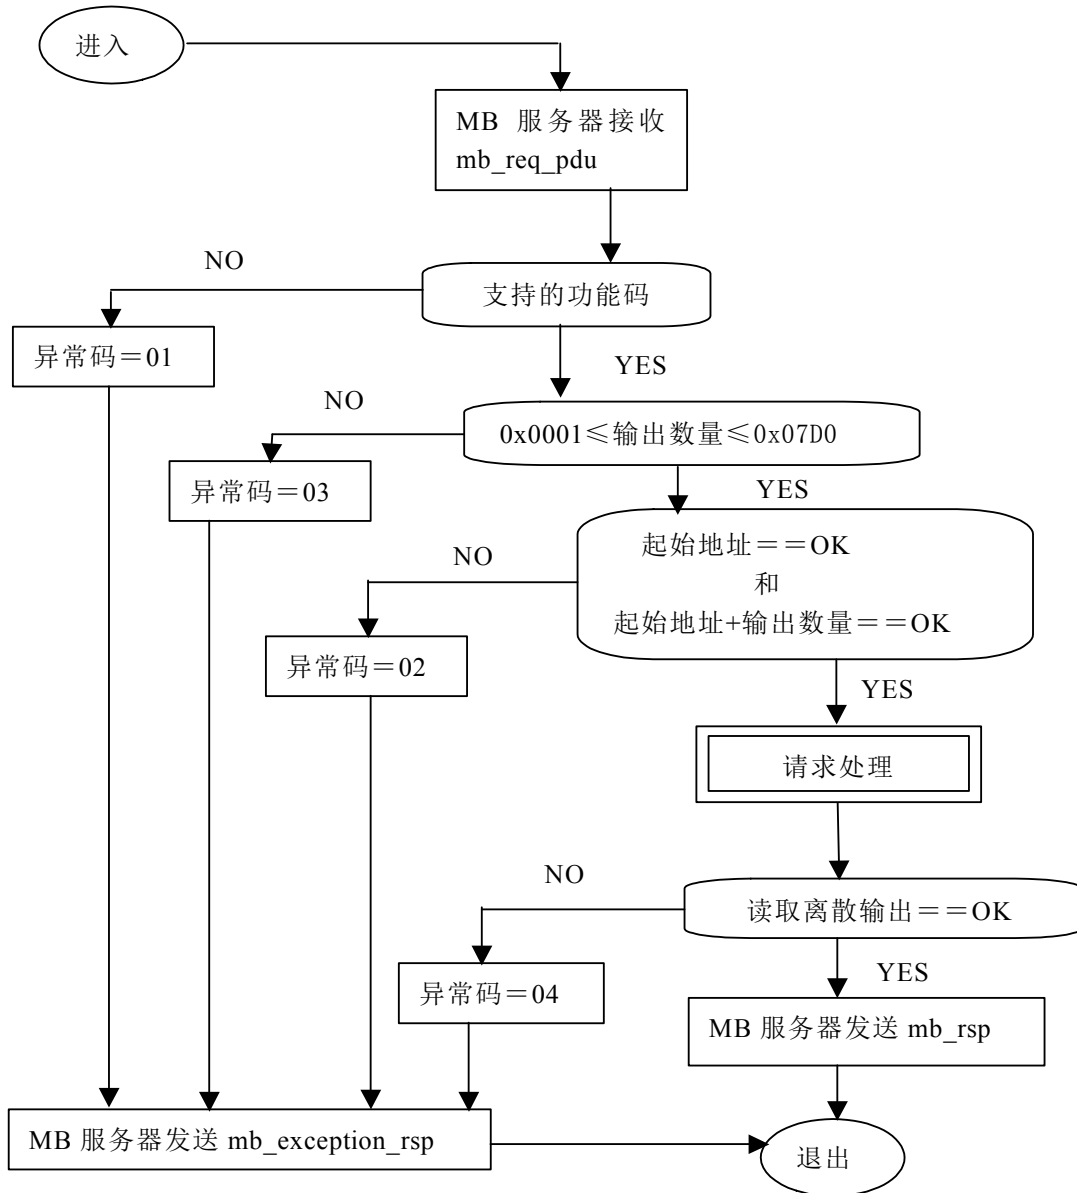 进入
MB 服务器接收
mb_req_pdu
NO
支持的功能码
异常码＝01
YES
NO
0x0001≤输出数量≤0x07D0
异常码＝03
YES
起始地址＝＝OK
NO
和
起始地址+输出数量＝＝OK
异常码＝02
YES
请求处理
NO
读取离散输出＝＝OK
YES
异常码＝04
MB 服务器发送 mb_rsp
MB 服务器发送 mb_exception_rsp
退出